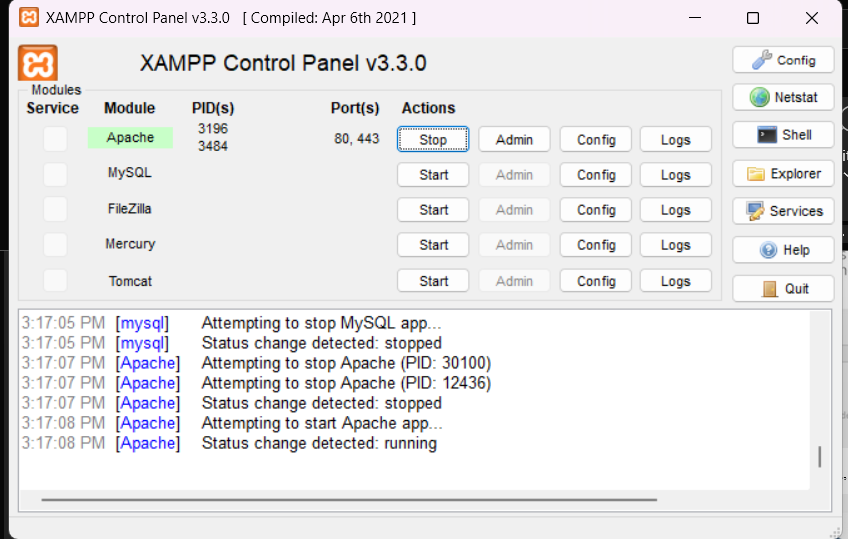 XAMPP Control Panel v3.3.0 [ Compiled: Apr 6th 2021 ]
XAMPP Control Panel v3.3.0
Config
Modules
Service Module PID(s) Port(s) Actions
Netstat
Apache 3196 3484 80, 443 Stop Admin Config Logs
Shell
MySQL Start Admin Config Logs
Explorer
FileZilla Start Admin Config Logs
Services
Mercury Start Admin Config Logs
Help
Tomcat Start Admin Config Logs
Quit
3:17:05 PM [mysql] Attempting to stop MySQL app...
3:17:05 PM [mysql] Status change detected: stopped
3:17:07 PM [Apache] Attempting to stop Apache (PID: 30100)
3:17:07 PM [Apache] Attempting to stop Apache (PID: 12436)
3:17:07 PM [Apache] Status change detected: stopped
3:17:08 PM [Apache] Attempting to start Apache app...
3:17:08 PM [Apache] Status change detected: running